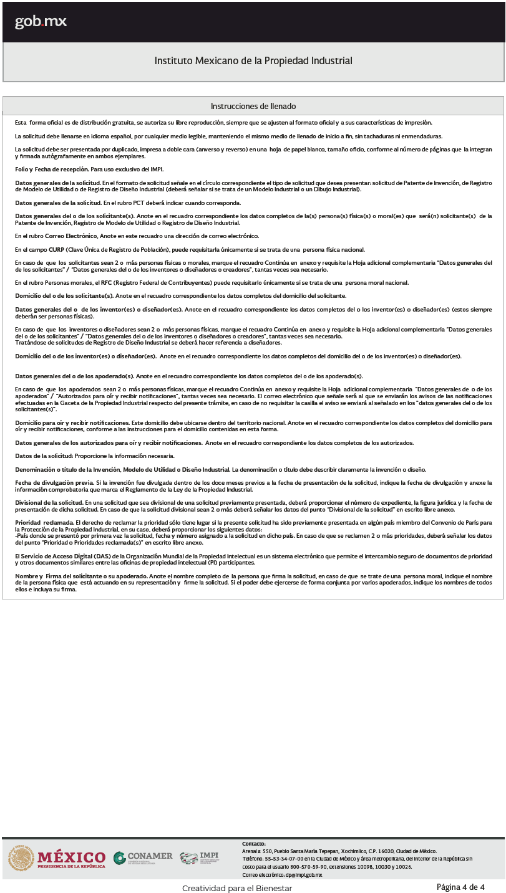 gob.mx
Instituto Mexicano de la Propiedad Industrial
Instrucciones de llenado
Esta forma oficial es de distribución gratuita, se autoriza su libre reproducción, siempre que se ajusten al formato oficial y a sus características de impresión.
La solicitud debe llenarse en idioma español, por cualquier medio legible, manteniendo el mismo medio de llenado de inicio a fin, sin tachaduras ni enmendaduras.
La solicitud debe ser presentada por duplicado, impresa a doble cara (anverso y reverso) en una hoja de papel blanco, tamaño oficio, conforme al número de páginas que la integran
y firmada autógrafamente en ambos ejemplares.
Folio y Fecha de recepción. Para uso exclusivo del IMPI.
Datos generales de la solicitud. En el formato de solicitud señale en el círculo correspondiente el tipo de solicitud que desea presentar: solicitud de Patente de Invención, de Registro
de Modelo de Utilidad o de Registro de Diseño Industrial (deberá señalar si se trata de un Modelo Industrial o un Dibujo Industrial).
Datos generales de la solicitud. En el rubro PCT deberá indicar cuando corresponda.
Datos generales del o de los solicitante(s). Anote en el recuadro correspondiente los datos completos de la(s) persona(s) física(s) o moral(es) que será(n) solicitante(s) de la
Patente de Invención, Registro de Modelo de Utilidad o Registro de Diseño Industrial.
En el rubro Correo Electrónico, Anote en este recuadro una dirección de correo electrónico.
En el campo CURP (Clave Única de Registro de Población), puede requisitarla únicamente si se trata de una persona física nacional.
En caso de que los solicitantes sean 2 o más personas físicas o morales, marque el recuadro Continúa en anexo y requisite la Hoja adicional complementaria "Datos generales del
de los solicitantes" / "Datos generales del o de los inventores o diseñadores o creadores", tantas veces sea necesario.
En el rubro Personas morales, el RFC (Registro Federal de Contribuyentes) puede requisitarlo únicamente si se trata de una persona moral nacional.
Domicilio del o de los solicitante(s). Anote en el recuadro correspondiente los datos completos del domicilio del solicitante.
Datos generales del o de los inventor(es) o diseñador(es). Anote en el recuadro correspondiente los datos completos del o los inventor(es) o diseñador(es) (estos siempre
deberán ser personas físicas).
En caso de que los inventores o diseñadores sean 2 o más personas físicas, marque el recuadro Continúa en anexo y requisite la Hoja adicional complementaria "Datos generales
del o de los solicitantes" / "Datos generales del o de los inventores o diseñadores o creadores", tantas veces sea necesario.
Tratándose de solicitudes de Registro de Diseño Industrial se deberá hacer referencia a diseñadores.
Domicilio del o de los inventor(es) o diseñador(es). Anote en el recuadro correspondiente los datos completos del domicilio del o de los inventor(es) o diseñador(es).
Datos generales del o de los apoderado(s). Anote en el recuadro correspondiente los datos completos del o de los apoderado(s).
En caso de que los apoderados sean 2 o más personas físicas, marque el recuadro Continúa en anexo y requisite la Hoja adicional complementaria "Datos generales de o de los
apoderados" / "Autorizados para oír y recibir notificaciones", tantas veces sea necesario. El correo electrónico que señale será al que se enviarán los avisos de las notificaciones
efectuadas en la Gaceta de la Propiedad Industrial respecto del presente trámite, en caso de no requisitar la casilla el aviso se enviará al señalado en los "datos generales del o de los
solicitantes(s)".
Domicilio para oír y recibir notificaciones. Este domicilio debe ubicarse dentro del territorio nacional. Anote en el recuadro correspondiente los datos completos del domicilio para
oír y recibir notificaciones, conforme a las instrucciones para el domicilio contenidas en esta forma.
Datos generales de los autorizados para oír y recibir notificaciones. Anote en el recuadro correspondiente los datos completos de los autorizados.
Datos de la solicitud: Proporcione la información necesaria.
Denominación o título de la Invención, Modelo de Utilidad o Diseño Industrial. La denominación o título debe describir claramente la invención o diseño.
Fecha de divulgación previa. Si la invención fue divulgada dentro de los doce meses previos a la fecha de presentación de la solicitud, indique la fecha de divulgación y anexe la
información comprobatoria que marca el Reglamento de la Ley de la Propiedad Industrial.
Divisional de la solicitud. En una solicitud que sea divisional de una solicitud previamente presentada, deberá proporcionar el número de expediente, la figura jurídica y la fecha de
presentación de dicha solicitud. En caso de que la solicitud divisional sean 2 o más deberá señalar los datos del punto "Divisional de la solicitud" en escrito libre anexo.
Prioridad reclamada. El derecho de reclamar la prioridad sólo tiene lugar si la presente solicitud ha sido previamente presentada en algún país miembro del Convenio de París para
la Protección de la Propiedad Industrial, en su caso, deberá proporcionar los siguientes datos:
-País donde se presentó por primera vez la solicitud, fecha y número asignado a la solicitud en dicho país. En caso de que se reclamen 2 o más prioridades, deberá señalar los datos
del punto "Prioridad o Prioridades reclamada(s)" en escrito libre anexo.
El Servicio de Acceso Digital (DAS) de la Organización Mundial de la Propiedad Intelectual es un sistema electrónico que permite el intercambio seguro de documentos de prioridad
y otros documentos similares entre las oficinas de propiedad intelectual (PI) participantes.
Nombre y Firma del solicitante o su apoderado. Anote el nombre completo de la persona que firma la solicitud, en caso de que se trate de una persona moral, indique el nombre
de la persona física que está actuando en su representación y firme la solicitud. Si el poder debe ejercerse de forma conjunta por varios apoderados, indique los nombres de todos
ellos e incluya su firma.
MÉXICO
PRESIDENCIA DE LA REPÚBLICA
CONAMER
IMPI
Contacto:
Arenal# 550, Pueblo Santa María Tepepan, Xochimilco, C.P. 16020, Ciudad de México.
Teléfono: 55-53-34-07-00 en la Ciudad de México y área metropolitana, del interior de la República sin
costo para el usuario 800-570-59-90, extensiones 10098, 10030 y 10028.
Creatividad para el Bienestar
Página 4 de 4